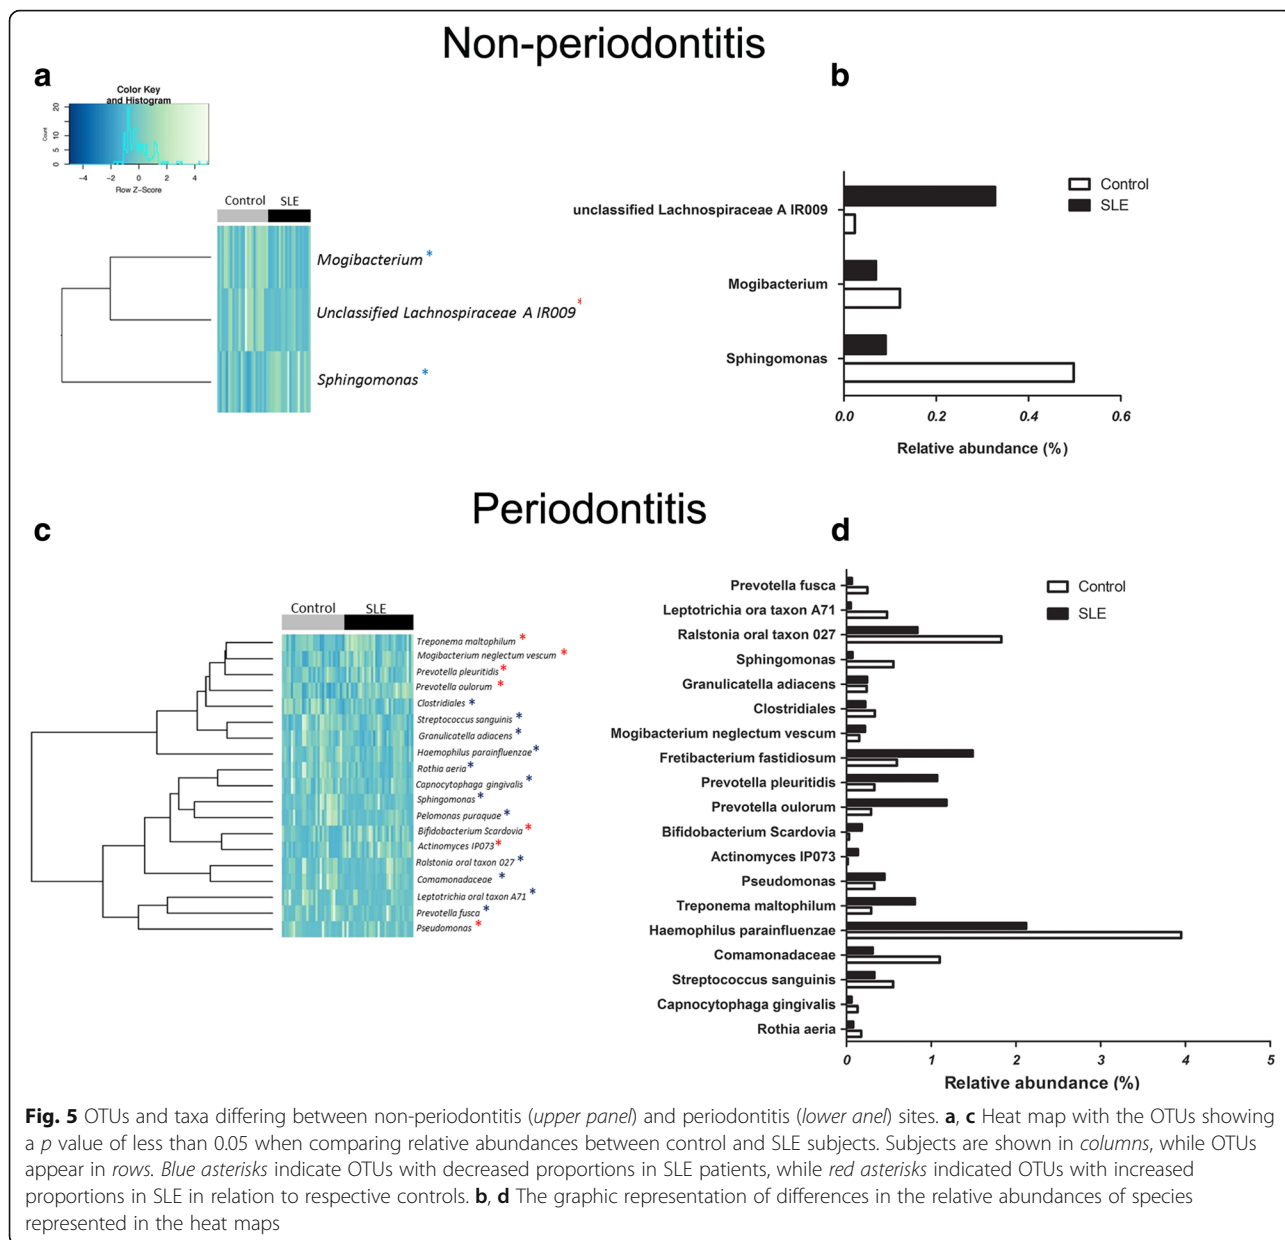 Non-periodontitis
a
b
Color Key
and Histogram
Count
20
15
10
5
0
−4 −2 0 2 4
Row Z−Score
Control SLE
Mogibacterium *
Unclassified Lachnospiraceae A IR009 *
Sphingomonas *
Control
SLE
unclassified Lachnospiraceae A IR009
Mogibacterium
Sphingomonas
0.0 0.2 0.4 0.6
Relative abundance (%)
Periodontitis
c
d
Control SLE
Treponema maltophilum *
Mogibacterium neglectum vescum *
Prevotella pleuritidis *
Prevotella oulorum *
Clostridiales *
Streptococcus sanguinis *
Granulicatella adiacens *
Haemophilus parainfluenzae *
Rothia aeria *
Capnocytophaga gingivalis *
Sphingomonas *
Pelomonas puraquae *
Bifidobacterium Scardovia *
Actinomyces IP073 *
Ralstonia oral taxon 027 *
Comamonadaceae *
Leptotrichia oral taxon A71 *
Prevotella fusca *
Pseudomonas *
Control
SLE
Prevotella fusca
Leptotrichia ora taxon A71
Ralstonia oral taxon 027
Sphingomonas
Granulicatella adiacens
Clostridiales
Mogibacterium neglectum vescum
Fretibacterium fastidiosum
Prevotella pleuritidis
Prevotella oulorum
Bifidobacterium Scardovia
Actinomyces IP073
Pseudomonas
Treponema maltophilum
Haemophilus parainfluenzae
Comamonadaceae
Streptococcus sanguinis
Capnocytophaga gingivalis
Rothia aeria
0 1 2 3 4 5
Relative abundance (%)
Fig. 5 OTUs and taxa differing between non-periodontitis (upper panel) and periodontitis (lower anel) sites. a, c Heat map with the OTUs showing
a p value of less than 0.05 when comparing relative abundances between control and SLE subjects. Subjects are shown in columns, while OTUs
appear in rows. Blue asterisks indicate OTUs with decreased proportions in SLE patients, while red asterisks indicated OTUs with increased
proportions in SLE in relation to respective controls. b, d The graphic representation of differences in the relative abundances of species
represented in the heat maps